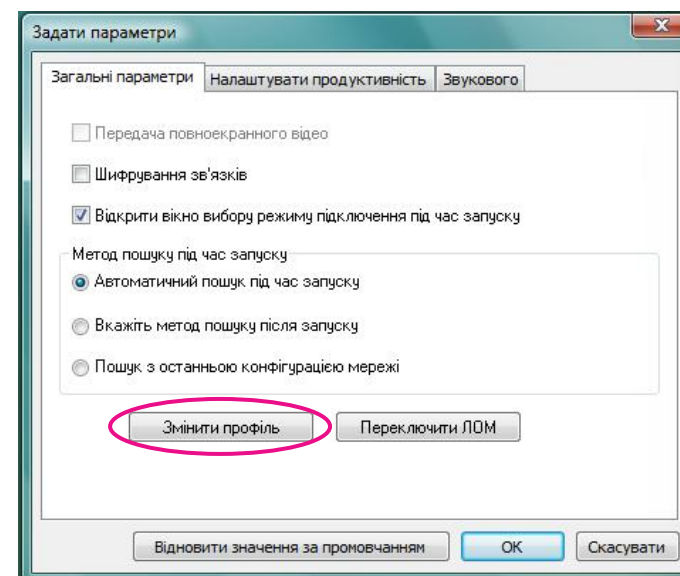 Задати параметри
Загальні параметри Налаштувати продуктивність Звукового
Передача повноекранного відео
Шифрування зв'язків
Відкрити вікно вибору режиму підключення під час запуску
Метод пошуку під час запуску
Автоматичний пошук під час запуску
Вкажіть метод пошуку після запуску
Пошук з останньою конфігурацією мережі
Змінити профіль Переключити ЛОМ
Відновити значення за промовчанням ОК Скасувати